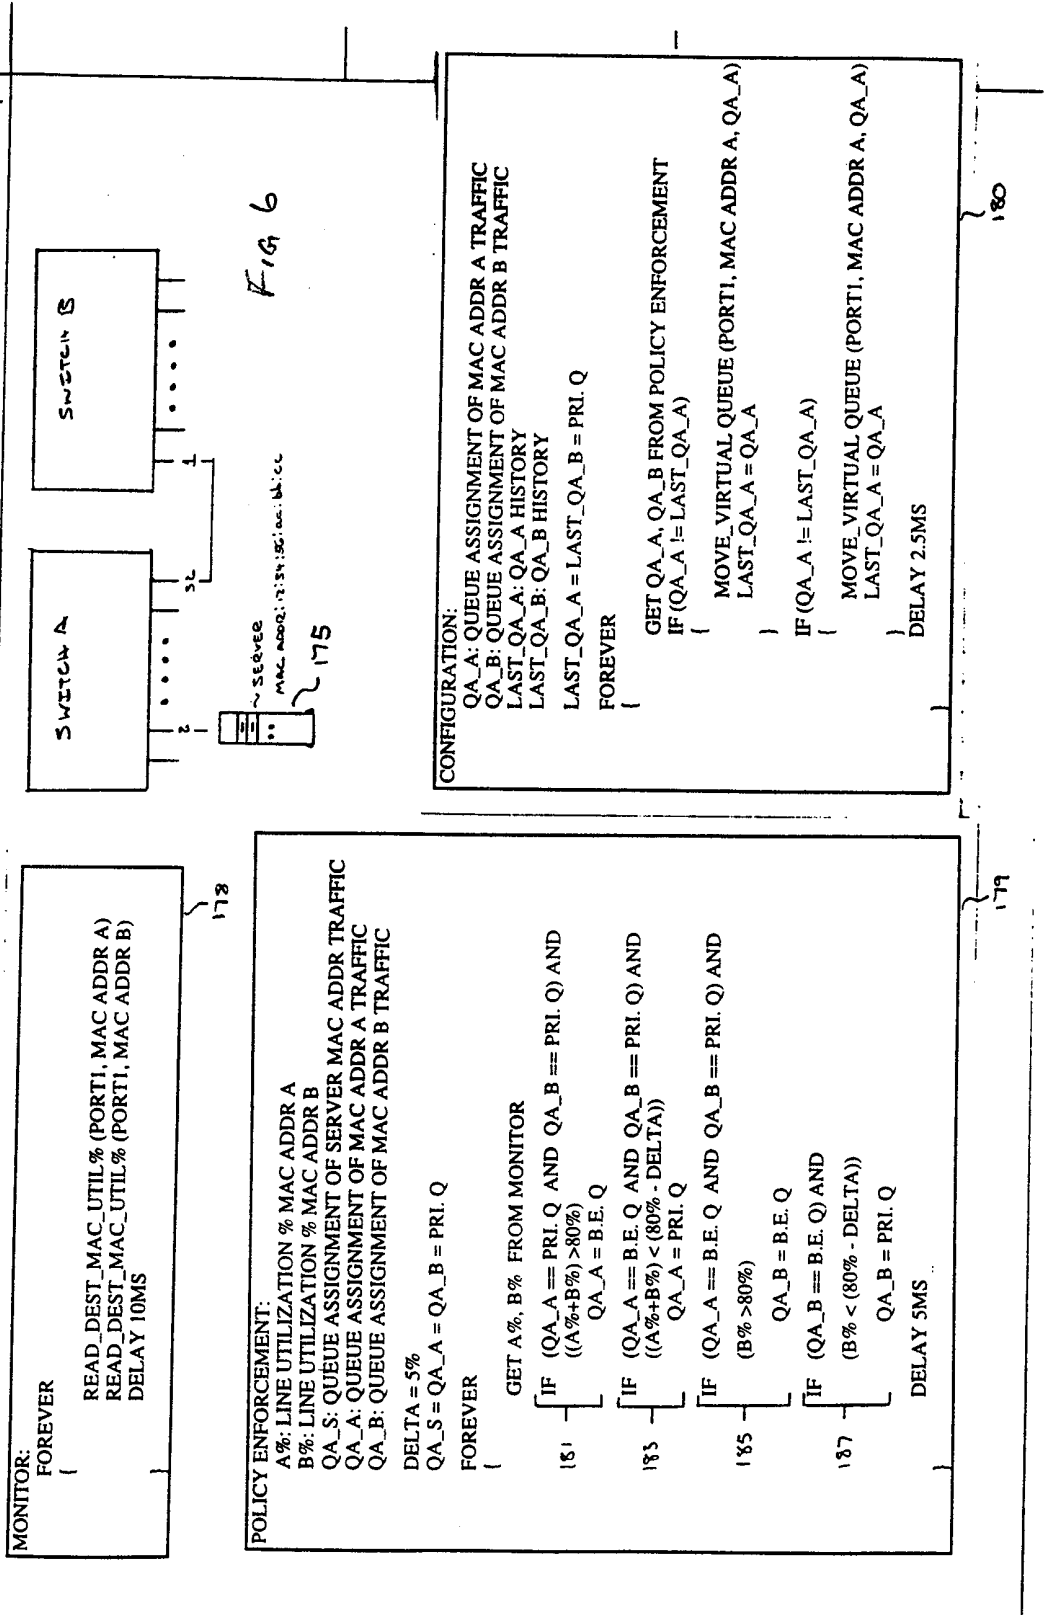 MONITOR:
FOREVER
{
READ_DEST_MAC_UTIL% (PORT1, MAC ADDR A)
READ_DEST_MAC_UTIL% (PORT1, MAC ADDR B)
DELAY 10MS
}
178
SWITCH A
2
32
SERVER
MAC ADDR:
175
SWITCH B
1
FIG 6
POLICY ENFORCEMENT:
A%: LINE UTILIZATION % MAC ADDR A
B%: LINE UTILIZATION % MAC ADDR B
QA_S: QUEUE ASSIGNMENT OF SERVER MAC ADDR TRAFFIC
QA_A: QUEUE ASSIGNMENT OF MAC ADDR A TRAFFIC
QA_B: QUEUE ASSIGNMENT OF MAC ADDR B TRAFFIC
DELTA = 5%
QA_S = QA_A = QA_B = PRI. Q
FOREVER
{
GET A%, B% FROM MONITOR
181
IF (QA_A == PRI. Q AND QA_B == PRI. Q) AND
((A%+B%) >80%)
QA_A = B.E. Q
183
IF (QA_A == B.E. Q AND QA_B == PRI. Q) AND
((A%+B%) < (80% - DELTA))
QA_A = PRI. Q
185
IF (QA_A == B.E. Q AND QA_B == PRI. Q) AND
(B% >80%)
QA_B = B.E. Q
187
IF (QA_B == B.E. Q) AND
(B% < (80% - DELTA))
QA_B = PRI. Q
DELAY 5MS
}
179
CONFIGURATION:
QA_A: QUEUE ASSIGNMENT OF MAC ADDR A TRAFFIC
QA_B: QUEUE ASSIGNMENT OF MAC ADDR B TRAFFIC
LAST_QA_A: QA_A HISTORY
LAST_QA_B: QA_B HISTORY
LAST_QA_A = LAST_QA_B = PRI. Q
FOREVER
{
GET QA_A, QA_B FROM POLICY ENFORCEMENT
IF (QA_A != LAST_QA_A)
{
MOVE_VIRTUAL QUEUE (PORT1, MAC ADDR A, QA_A)
LAST_QA_A = QA_A
}
IF (QA_A != LAST_QA_A)
{
MOVE_VIRTUAL QUEUE (PORT1, MAC ADDR A, QA_A)
LAST_QA_A = QA_A
}
DELAY 2.5MS
}
180